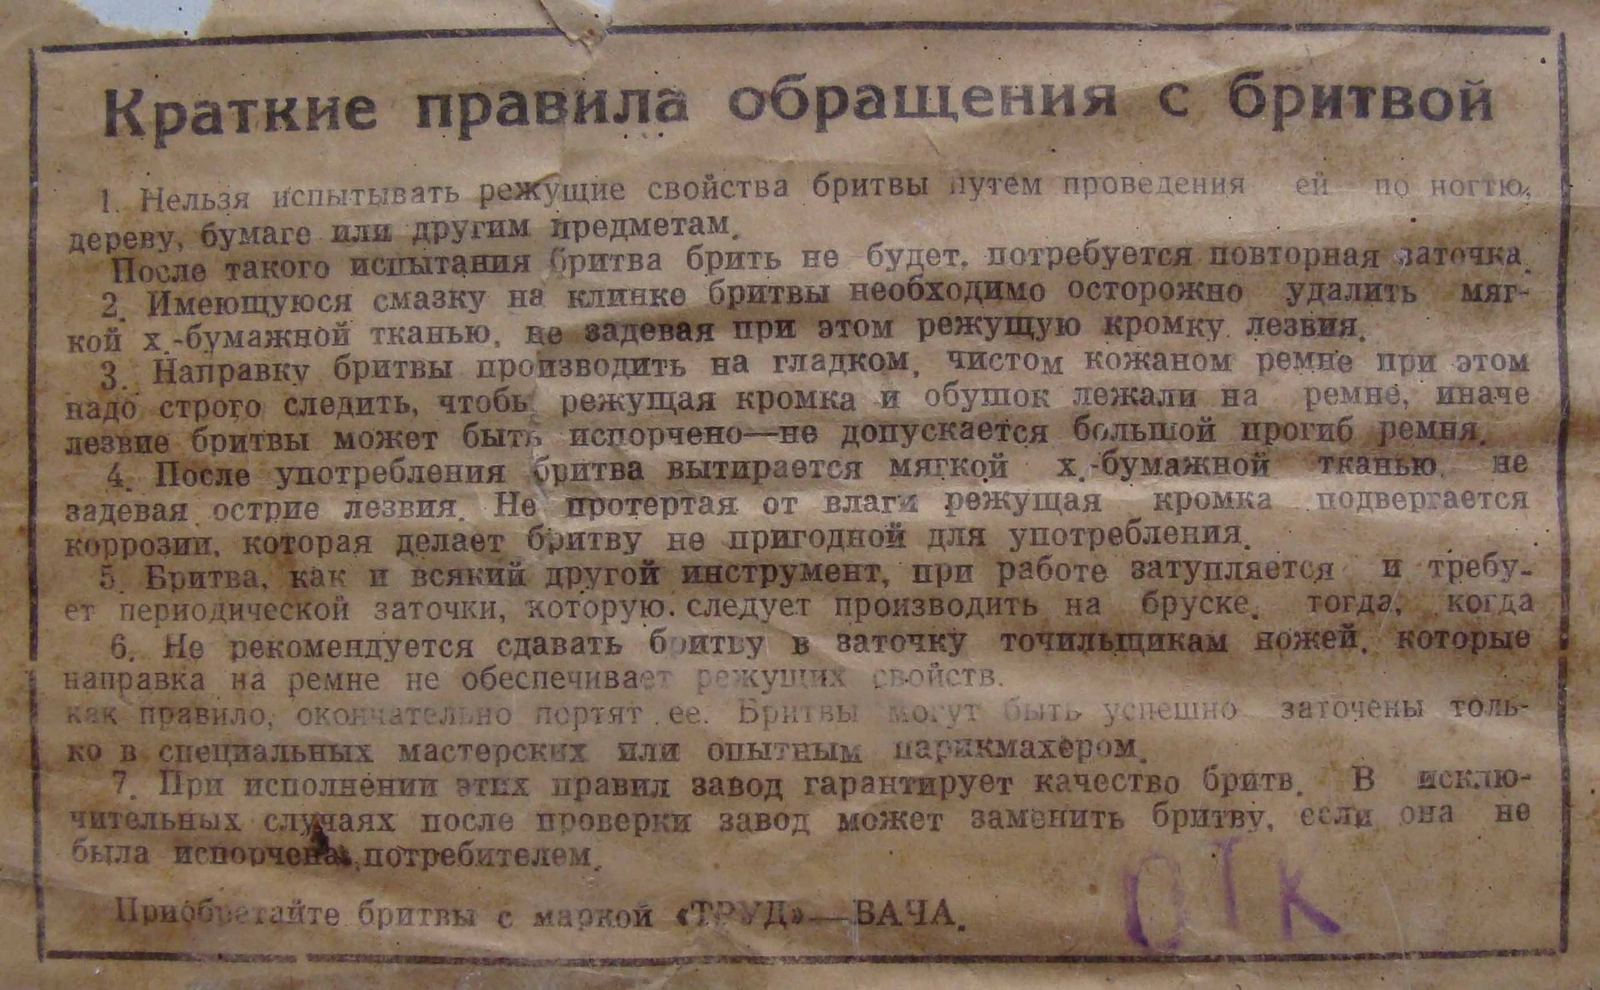 Краткие правила обращения с бритвой
1. Нельзя испытывать режущие свойства бритвы путем проведения ей по ногтю,
дереву, бумаге или другим предметам.
После такого испытания бритва брить не будет, потребуется повторная заточка.
2. Имеющуюся смазку на клинке бритвы необходимо осторожно удалить мяг-
кой х.-бумажной тканью, не задевая при этом режущую кромку лезвия.
3. Направку бритвы производить на гладком, чистом кожаном ремне при этом
надо строго следить, чтобы режущая кромка и обушок лежали на ремне, иначе
лезвие бритвы может быть испорчено—не допускается большой прогиб ремня.
4. После употребления бритва вытирается мягкой х.-бумажной тканью, не
задевая острие лезвия. Не протертая от влаги режущая кромка подвергается
коррозии, которая делает бритву не пригодной для употребления.
5. Бритва, как и всякий другой инструмент, при работе затупляется и требу-
ет периодической заточки, которую следует производить на бруске, тогда, когда
6. Не рекомендуется сдавать бритву в заточку точильщикам ножей, которые
направка на ремне не обеспечивает режущих свойств.
как правило, окончательно портят ее. Бритвы могут быть успешно заточены толь-
ко в специальных мастерских или опытным парикмахером.
7. При исполнении этих правил завод гарантирует качество бритв. В исклю-
чительных случаях после проверки завод может заменить бритву, если она не
была испорчена потребителем.
Приобретайте бритвы с маркой «ТРУД»—ВАЧА.
ОТК